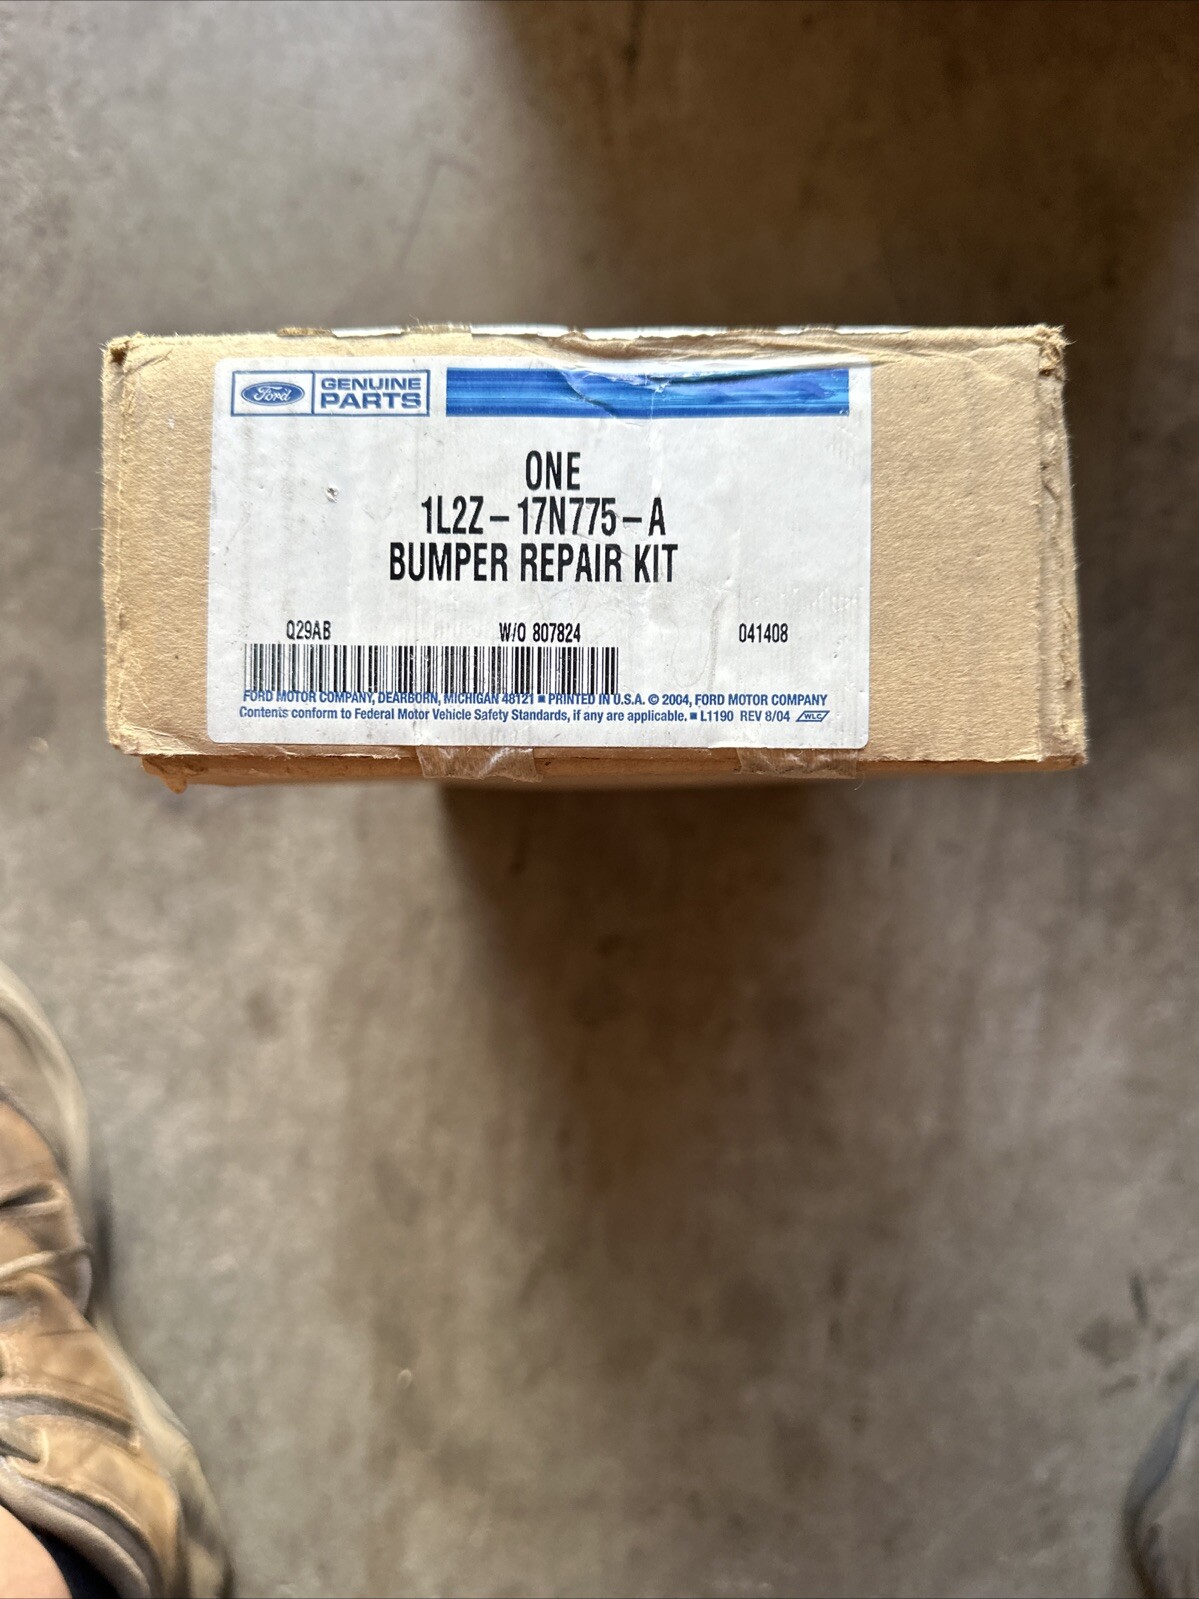 Ford GENUINE PARTS
ONE
1L2Z-17N775-A
BUMPER REPAIR KIT
Q29AB W/O 807824 041408
FORD MOTOR COMPANY, DEARBORN, MICHIGAN 48121 ■ PRINTED IN U.S.A. © 2004, FORD MOTOR COMPANY
Contents conform to Federal Motor Vehicle Safety Standards, if any are applicable. ■ L1190 REV 8/04 WLC